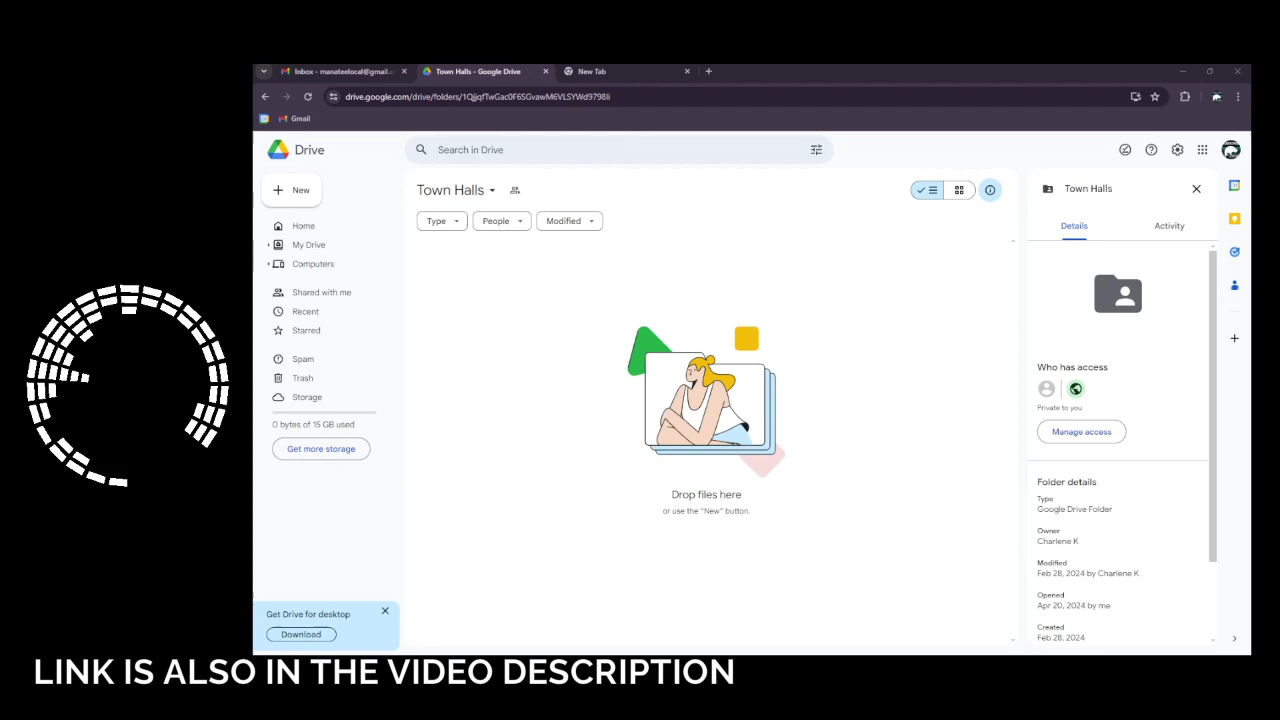 Inbox - manateelocal@gmail.c
Town Halls - Google Drive
New Tab
drive.google.com/drive/folders/1QjjqfTwGac0F6SGvawM6VLSYWd9798li
Gmail
Drive
Search in Drive
New
Home
My Drive
Computers
Shared with me
Recent
Starred
Spam
Trash
Storage
0 bytes of 15 GB used
Get more storage
Get Drive for desktop
Download
Town Halls
Type
People
Modified
Drop files here
or use the "New" button.
Town Halls
Details
Activity
Who has access
Private to you
Manage access
Folder details
Type
Google Drive Folder
Owner
Charlene K
Modified
Feb 28, 2024 by Charlene K
Opened
Apr 20, 2024 by me
Created
Feb 28, 2024
LINK IS ALSO IN THE VIDEO DESCRIPTION